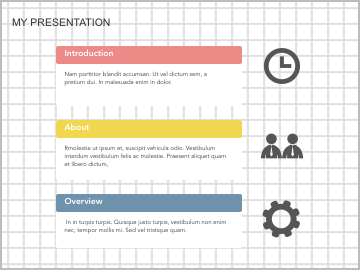 MY PRESENTATION
Introduction
Nam porttitor blandit accumsan. Ut vel dictum sem, a
pretium dui. In malesuada enim in dolor.
About
Rmolestie ut ipsum et, suscipit vehicula odio. Vestibulum
interdum vestibulum felis ac molestie. Praesent aliquet quam
et libero dictum,
Overview
In in turpis turpis. Quisque justo turpis, vestibulum non enim
nec, tempor mollis mi. Sed vel tristique quam.